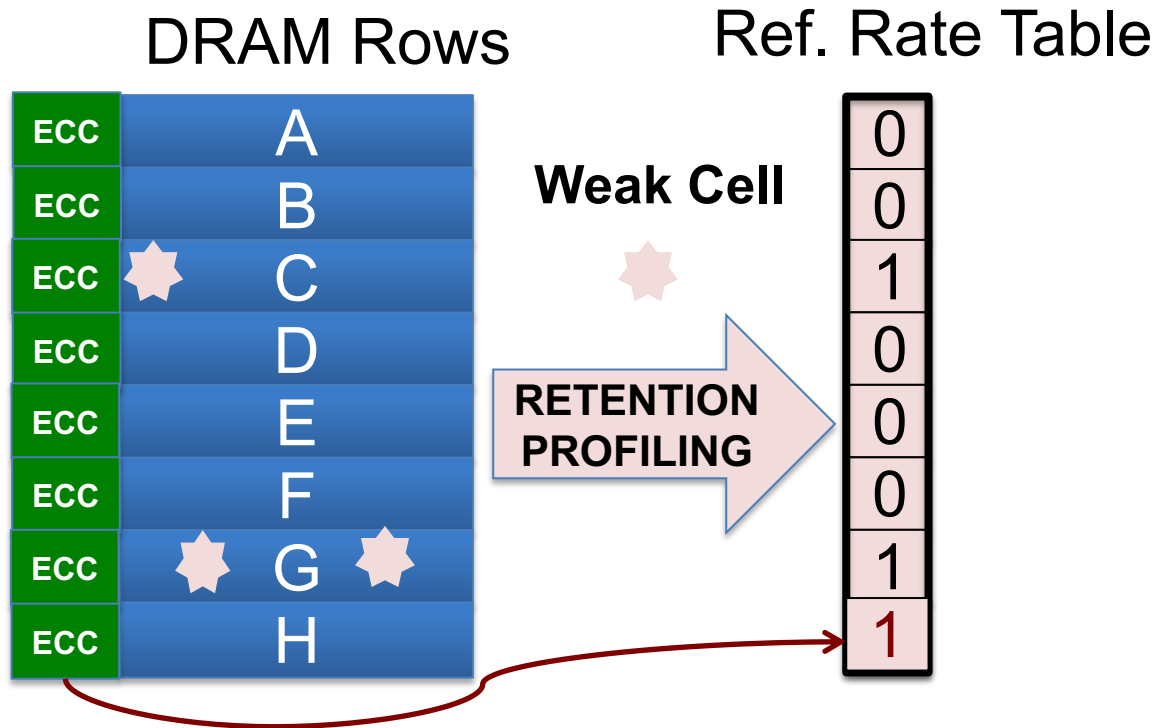 DRAM Rows
Ref. Rate Table
ECC A 0
ECC B 0
Weak Cell
ECC C 1
ECC D 0
ECC E 0
RETENTION
PROFILING
ECC F 0
ECC G 1
ECC H 1